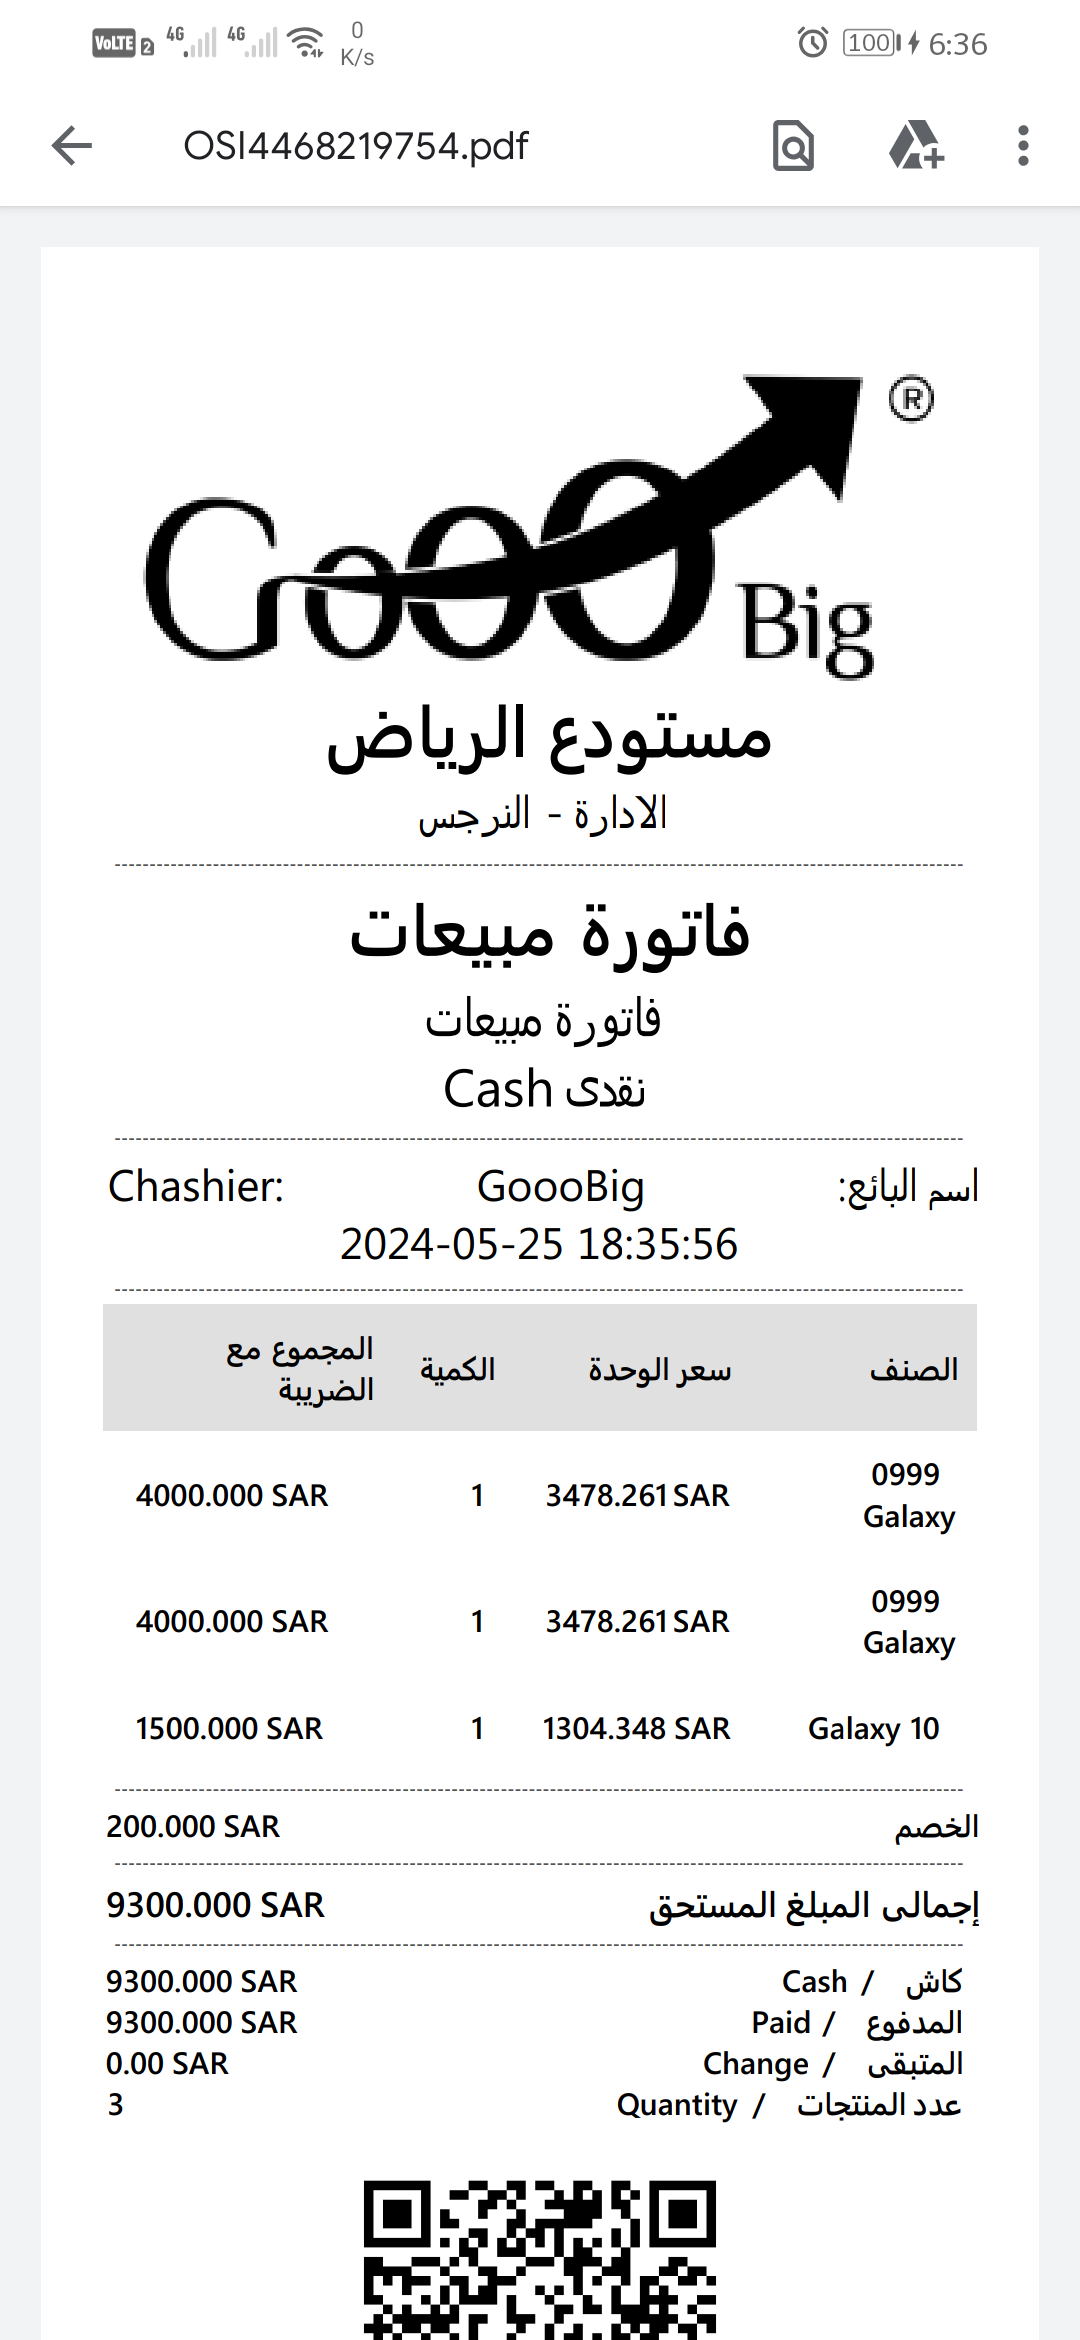 VoLTE 2 4G 4G 0 K/s 100 6:36
OSI4468219754.pdf
GoooBig ®
مستودع الرياض
الادارة - النرجس
فاتورة مبيعات
فاتورة مبيعات
نقدى Cash
Chashier: GoooBig اسم البائع:
2024-05-25 18:35:56
الصنف سعر الوحدة الكمية المجموع مع الضريبة
0999 Galaxy 3478.261 SAR 1 4000.000 SAR
0999 Galaxy 3478.261 SAR 1 4000.000 SAR
Galaxy 10 1304.348 SAR 1 1500.000 SAR
الخصم 200.000 SAR
إجمالى المبلغ المستحق 9300.000 SAR
كاش / Cash 9300.000 SAR
المدفوع / Paid 9300.000 SAR
المتبقى / Change 0.00 SAR
عدد المنتجات / Quantity 3